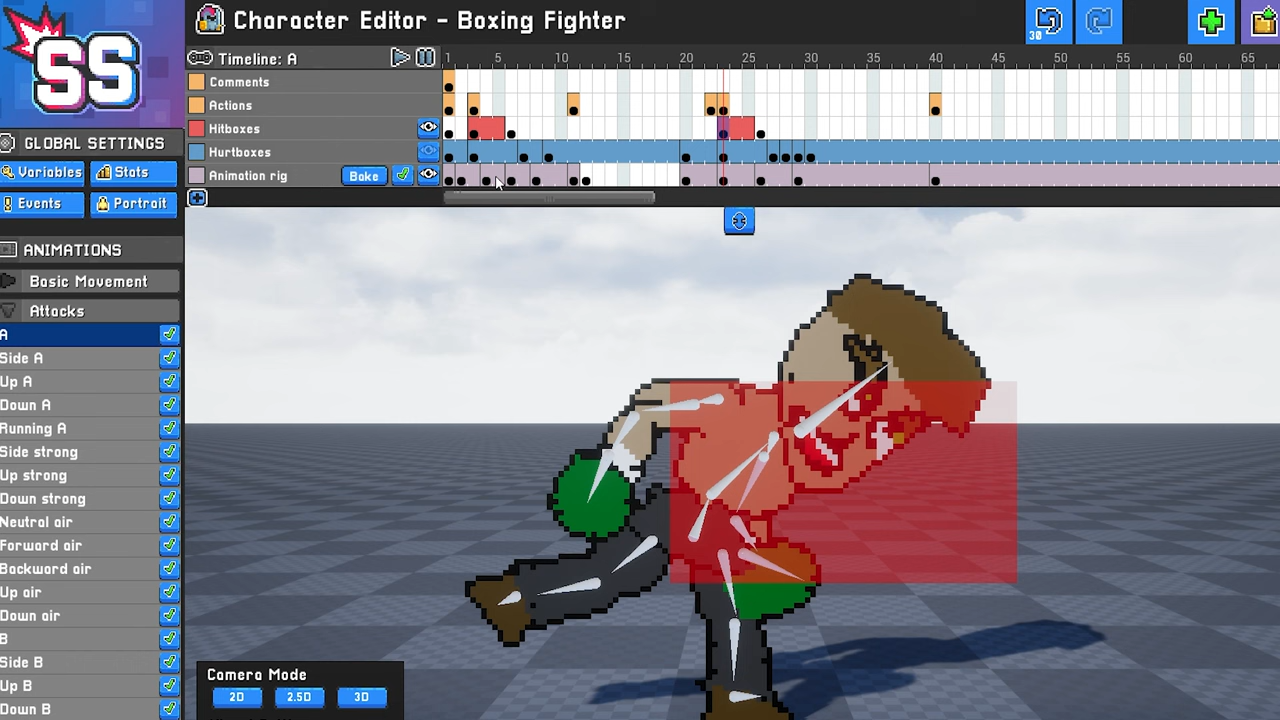 SS
Character Editor - Boxing Fighter
30
Timeline: A
1 5 10 15 20 25 30 35 40 45 50 55 60 65
Comments
Actions
Hitboxes
Hurtboxes
Animation rig Bake
GLOBAL SETTINGS
Variables Stats
Events Portrait
ANIMATIONS
Basic Movement
Attacks
A
Side A
Up A
Down A
Running A
Side strong
Up strong
Down strong
Neutral air
Forward air
Backward air
Up air
Down air
B
Side B
Up B
Down B
Camera Mode
2D 2.5D 3D